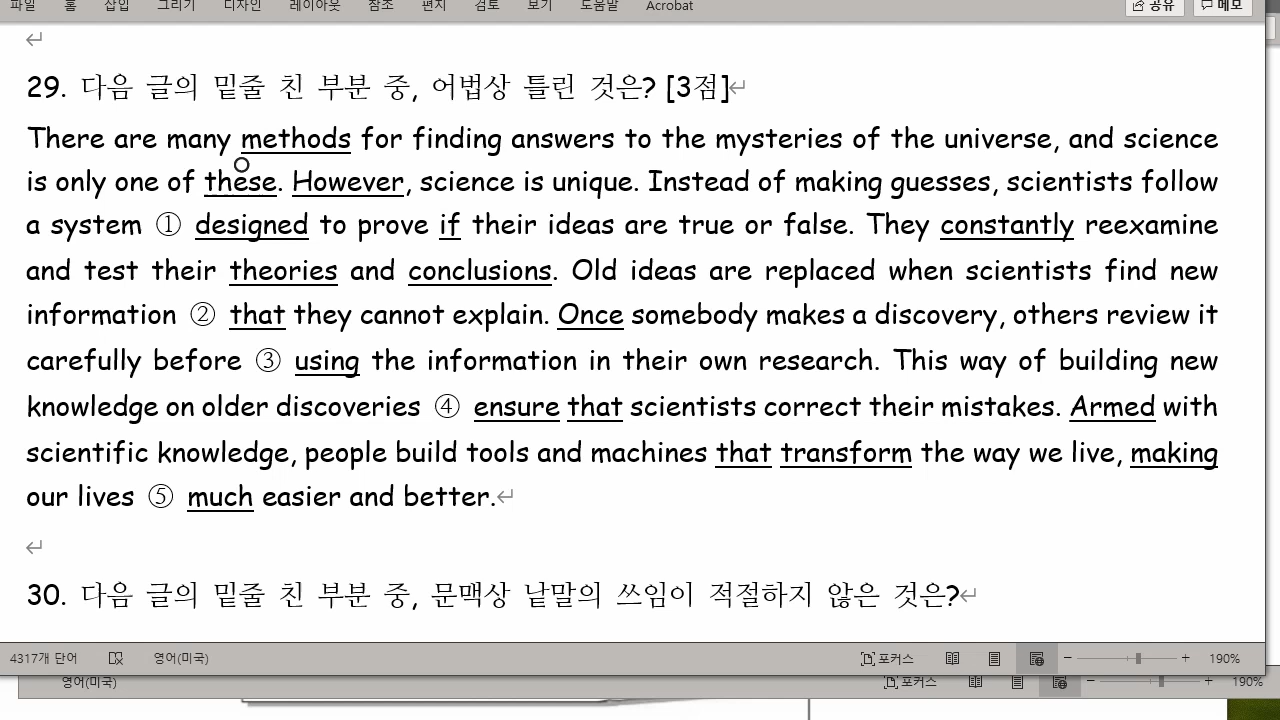 파일 홈 삽입 그리기 디자인 레이아웃 참조 편지 검토 보기 도움말 Acrobat 공유 메모
29. 다음 글의 밑줄 친 부분 중, 어법상 틀린 것은? [3점]
There are many methods for finding answers to the mysteries of the universe, and science
is only one of these. However, science is unique. Instead of making guesses, scientists follow
a system ① designed to prove if their ideas are true or false. They constantly reexamine
and test their theories and conclusions. Old ideas are replaced when scientists find new
information ② that they cannot explain. Once somebody makes a discovery, others review it
carefully before ③ using the information in their own research. This way of building new
knowledge on older discoveries ④ ensure that scientists correct their mistakes. Armed with
scientific knowledge, people build tools and machines that transform the way we live, making
our lives ⑤ much easier and better.
30. 다음 글의 밑줄 친 부분 중, 문맥상 낱말의 쓰임이 적절하지 않은 것은?
4317개 단어 영어(미국) 포커스 190%
영어(미국) 포커스 190%